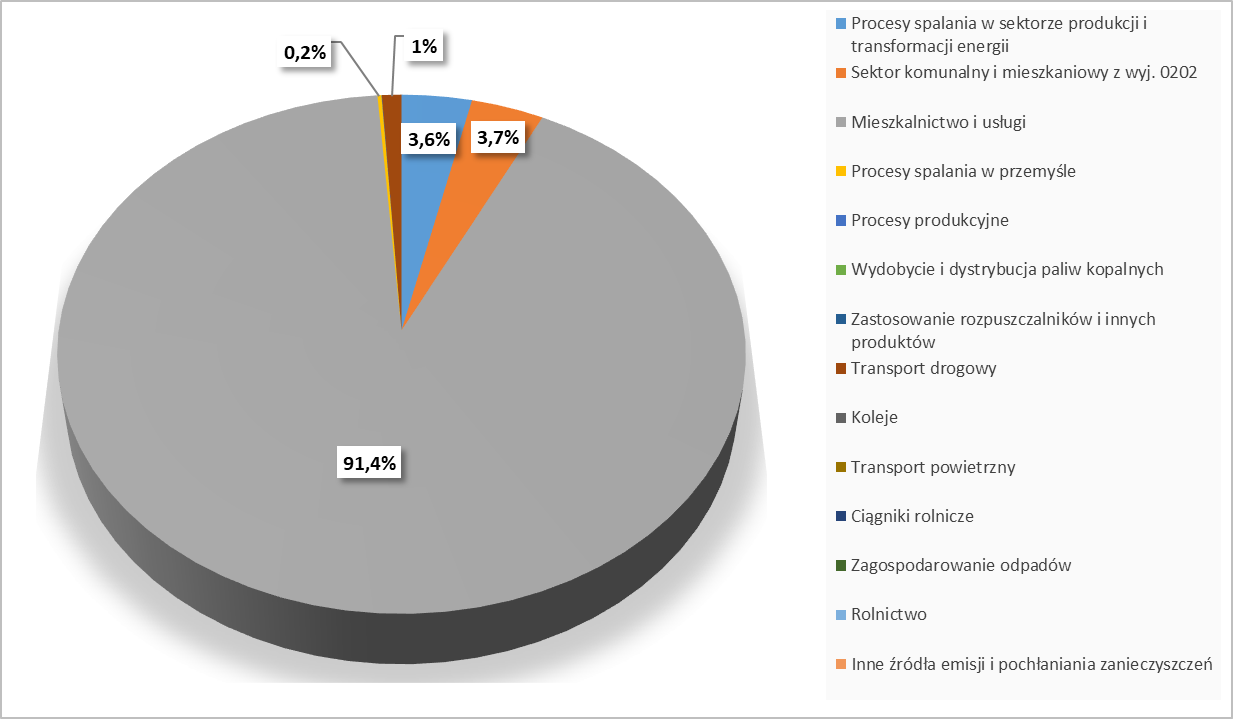 0,2%
1%
3,6%
3,7%
91,4%
Procesy spalania w sektorze produkcji i
transformacji energii
Sektor komunalny i mieszkaniowy z wyj. 0202
Mieszkalnictwo i usługi
Procesy spalania w przemyśle
Procesy produkcyjne
Wydobycie i dystrybucja paliw kopalnych
Zastosowanie rozpuszczalników i innych
produktów
Transport drogowy
Koleje
Transport powietrzny
Ciągniki rolnicze
Zagospodarowanie odpadów
Rolnictwo
Inne źródła emisji i pochłaniania zanieczyszczeń